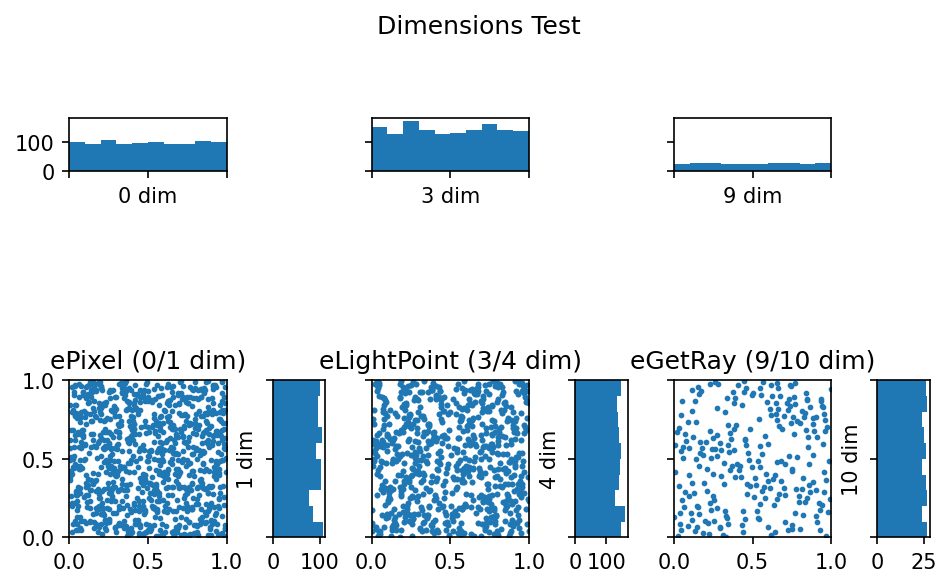 Dimensions Test
100
0
0 dim
3 dim
9 dim
ePixel (0/1 dim)
eLightPoint (3/4 dim)
eGetRay (9/10 dim)
1.0
0.5
0.0
1 dim
4 dim
10 dim
0.0 0.5 1.0
0 100
0.0 0.5 1.0
0 100
0.0 0.5 1.0
0 25